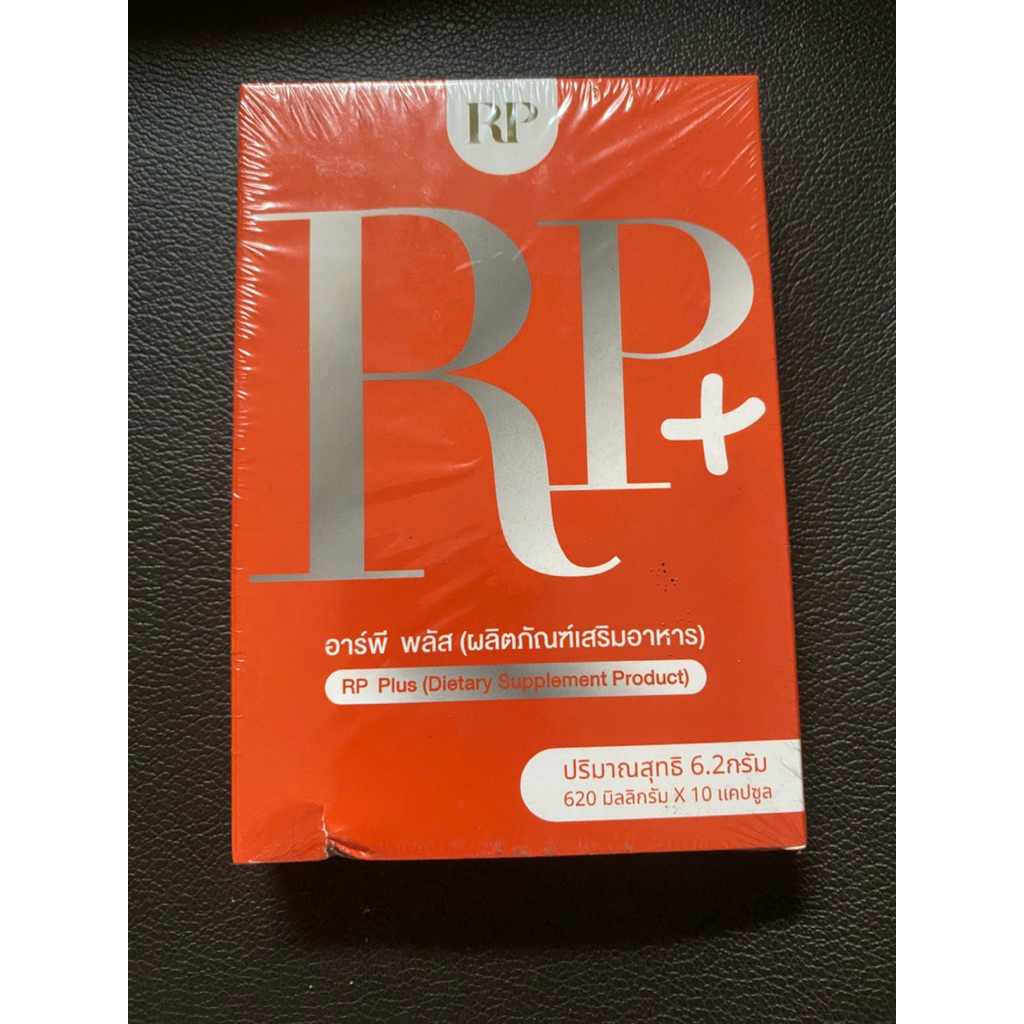 RP
RP+
อาร์พี พลัส (ผลิตภัณฑ์เสริมอาหาร)
RP Plus (Dietary Supplement Product)
ปริมาณสุทธิ 6.2กรัม
620 มิลลิกรัม X 10 แคปซูล